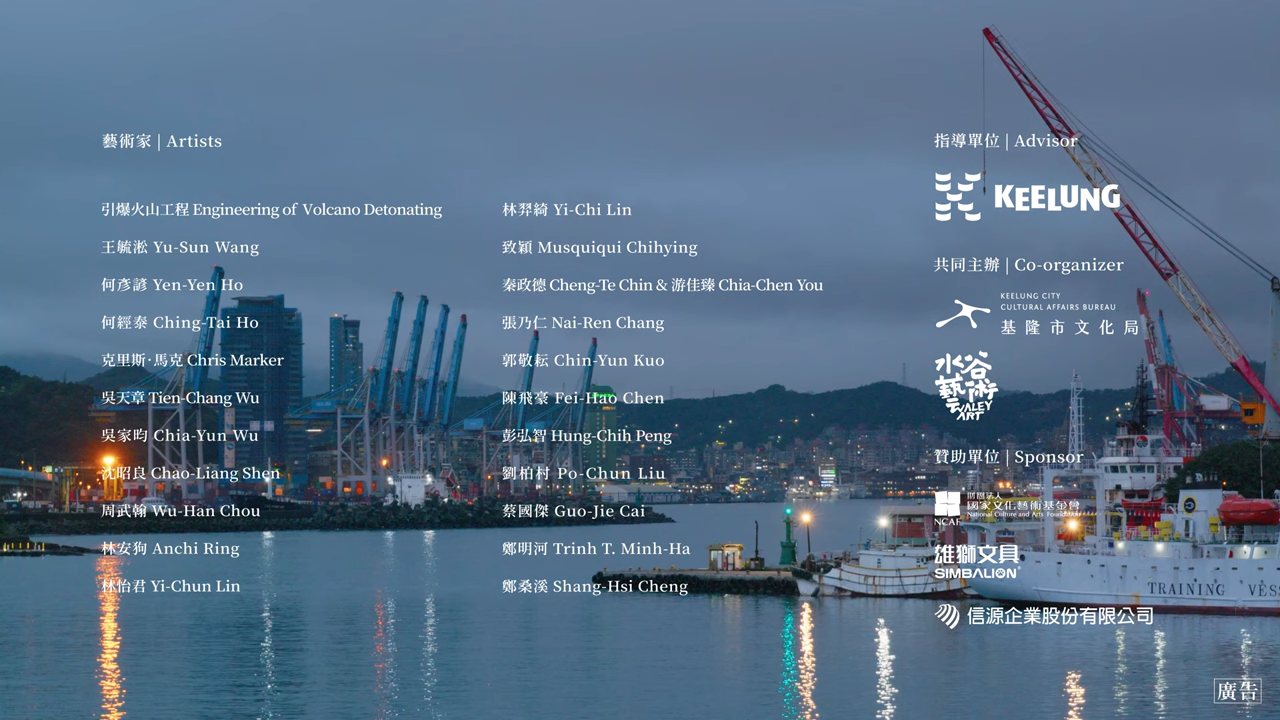 藝術家 | Artists
引爆火山工程 Engineering of Volcano Detonating
王毓淞 Yu-Sun Wang
何彥諺 Yen-Yen Ho
何經泰 Ching-Tai Ho
克里斯·馬克 Chris Marker
吳天章 Tien-Chang Wu
吳家昀 Chia-Yun Wu
沈昭良 Chao-Liang Shen
周武翰 Wu-Han Chou
林安狗 Anchi Ring
林怡君 Yi-Chun Lin
林羿綺 Yi-Chi Lin
致穎 Musquiqui Chihying
秦政德 Cheng-Te Chin & 游佳臻 Chia-Chen You
張乃仁 Nai-Ren Chang
郭敬耘 Chin-Yun Kuo
陳飛豪 Fei-Hao Chen
彭弘智 Hung-Chih Peng
劉柏村 Po-Chun Liu
蔡國傑 Guo-Jie Cai
鄭明河 Trinh T. Minh-Ha
鄭桑溪 Shang-Hsi Cheng
指導單位 | Advisor
KEELUNG
共同主辦 | Co-organizer
KEELUNG CITY
CULTURAL AFFAIRS BUREAU
基隆市文化局
水谷
藝術
VALEY
ART
贊助單位 | Sponsor
財團法人
國家文化藝術基金會
National Culture and Arts Foundation
NCAF
雄獅文具
SIMBALION
信源企業股份有限公司
TRAINING VESS
廣告